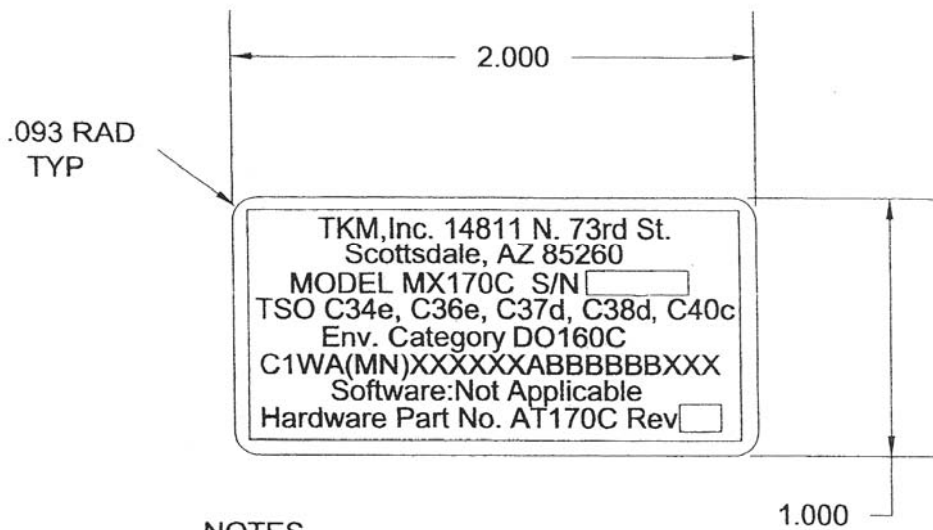 2.000
.093 RAD
TYP
TKM,Inc. 14811 N. 73rd St.
Scottsdale, AZ 85260
MODEL MX170C S/N
TSO C34e, C36e, C37d, C38d, C40c
Env. Category DO160C
C1WA(MN)XXXXXXABBBBBBXXX
Software:Not Applicable
Hardware Part No. AT170C Rev
1.000
NOTES